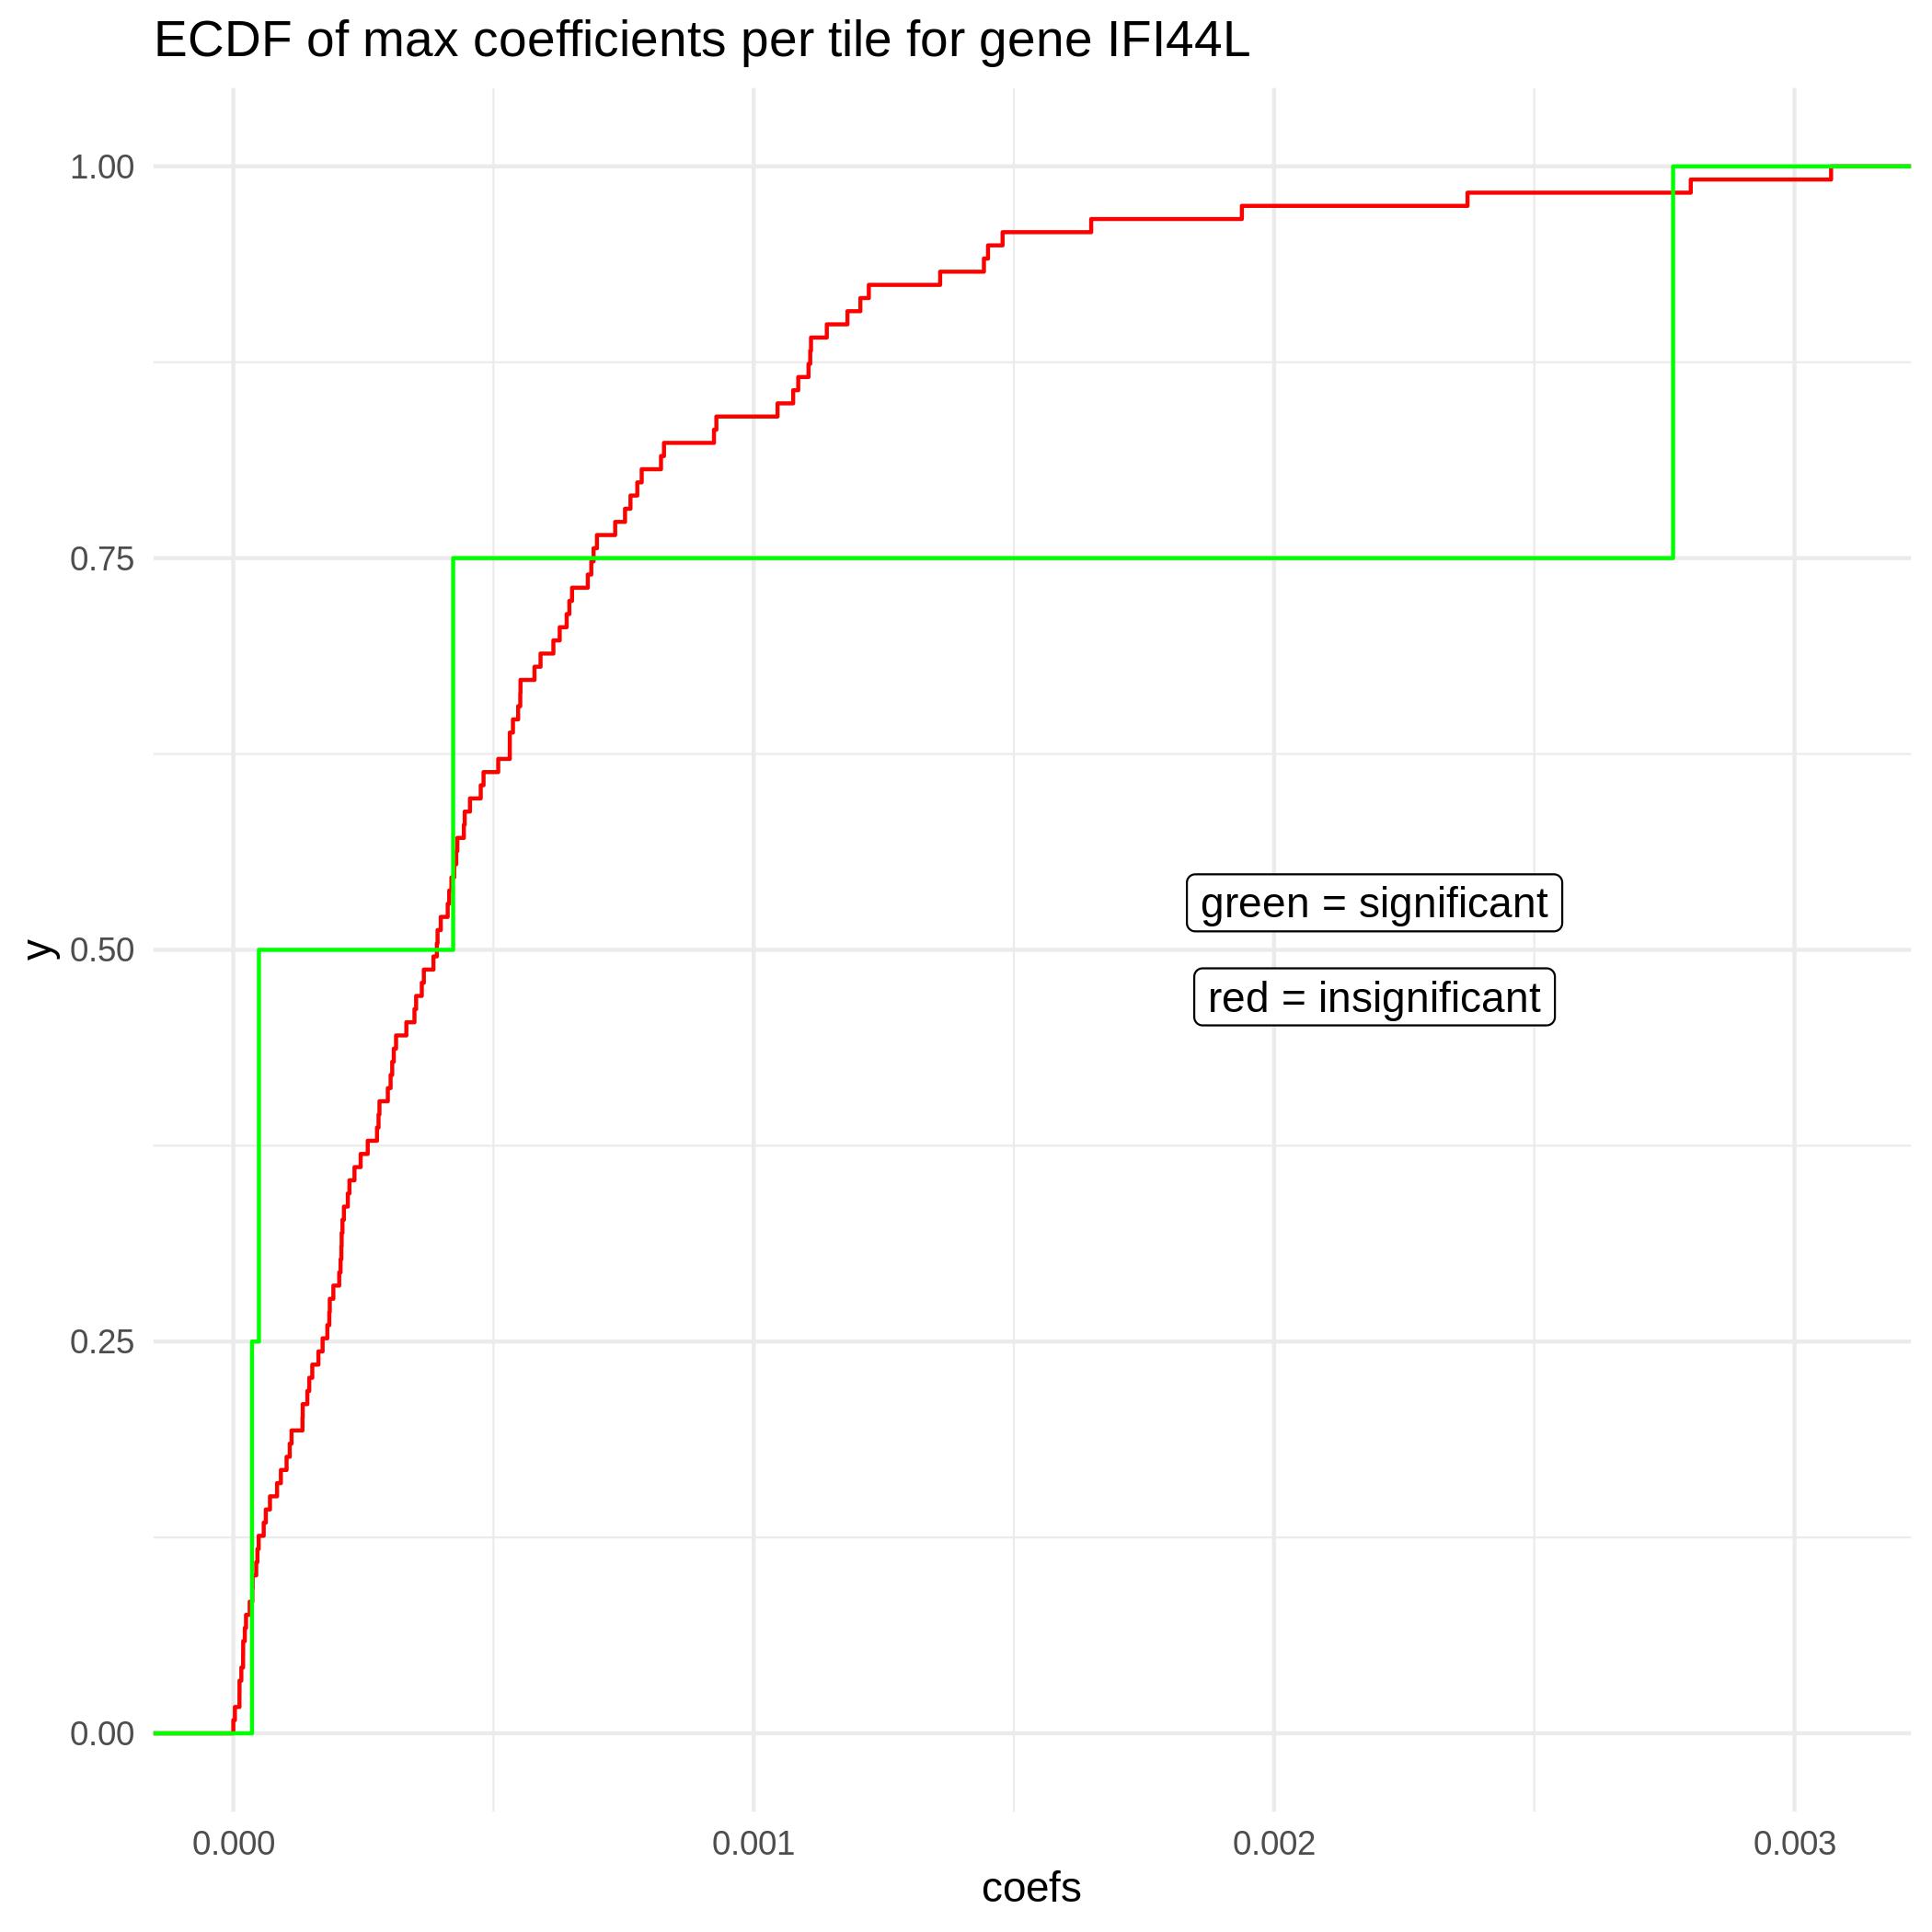 ECDF of max coefficients per tile for gene IFI44L
1.00
0.75
0.50
0.25
0.00
y
green = significant
red = insignificant
0.000 0.001 0.002 0.003
coefs